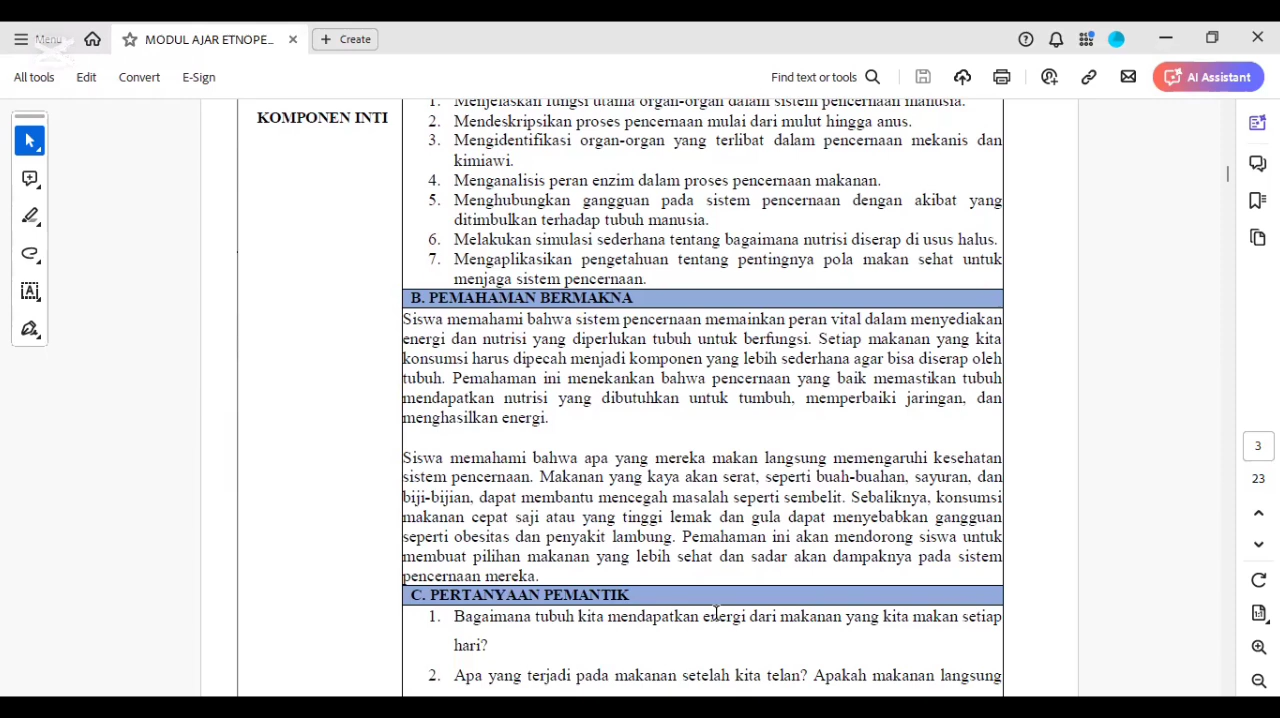 Menu
MODUL AJAR ETNOPE...
Create
All tools
Edit
Convert
E-Sign
Find text or tools
AI Assistant
KOMPONEN INTI
1. Menjelaskan fungsi utama organ-organ dalam sistem pencernaan manusia.
2. Mendeskripsikan proses pencernaan mulai dari mulut hingga anus.
3. Mengidentifikasi organ-organ yang terlibat dalam pencernaan mekanis dan
kimiawi.
4. Menganalisis peran enzim dalam proses pencernaan makanan.
5. Menghubungkan gangguan pada sistem pencernaan dengan akibat yang
ditimbulkan terhadap tubuh manusia.
6. Melakukan simulasi sederhana tentang bagaimana nutrisi diserap di usus halus.
7. Mengaplikasikan pengetahuan tentang pentingnya pola makan sehat untuk
menjaga sistem pencernaan.
B. PEMAHAMAN BERMAKNA
Siswa memahami bahwa sistem pencernaan memainkan peran vital dalam menyediakan
energi dan nutrisi yang diperlukan tubuh untuk berfungsi. Setiap makanan yang kita
konsumsi harus dipecah menjadi komponen yang lebih sederhana agar bisa diserap oleh
tubuh. Pemahaman ini menekankan bahwa pencernaan yang baik memastikan tubuh
mendapatkan nutrisi yang dibutuhkan untuk tumbuh, memperbaiki jaringan, dan
menghasilkan energi.
Siswa memahami bahwa apa yang mereka makan langsung memengaruhi kesehatan
sistem pencernaan. Makanan yang kaya akan serat, seperti buah-buahan, sayuran, dan
biji-bijian, dapat membantu mencegah masalah seperti sembelit. Sebaliknya, konsumsi
makanan cepat saji atau yang tinggi lemak dan gula dapat menyebabkan gangguan
seperti obesitas dan penyakit lambung. Pemahaman ini akan mendorong siswa untuk
membuat pilihan makanan yang lebih sehat dan sadar akan dampaknya pada sistem
pencernaan mereka.
C. PERTANYAAN PEMANTIK
1. Bagaimana tubuh kita mendapatkan energi dari makanan yang kita makan setiap
hari?
2. Apa yang terjadi pada makanan setelah kita telan? Apakah makanan langsung
3
23